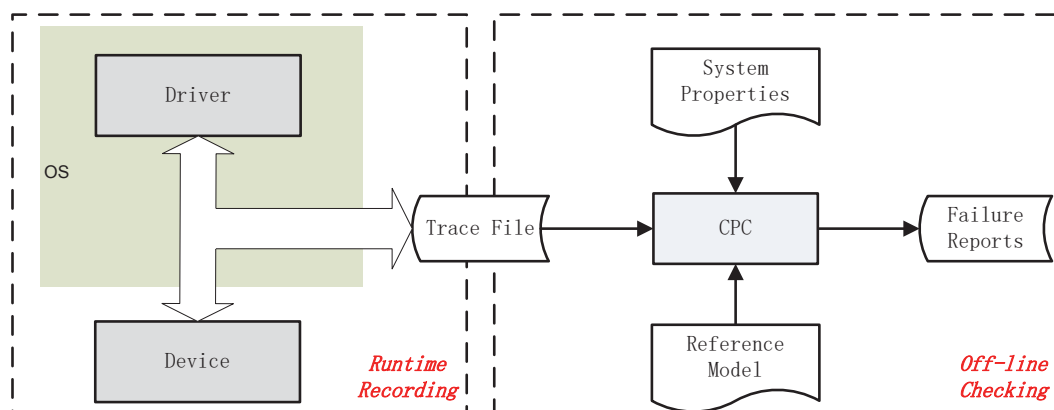 Driver
OS
Device
Runtime
Recording
Trace File
System
Properties
CPC
Reference
Model
Failure
Reports
Off-line
Checking